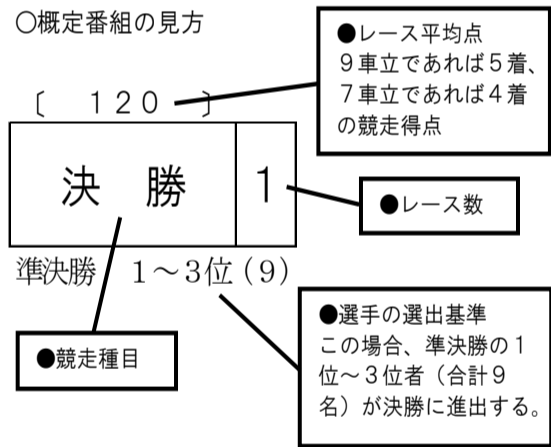 ○概定番組の見方
●レース平均点
９車立であれば５着、
７車立であれば４着
の競走得点
〔　１２０　〕
決　勝
1
●レース数
準決勝　1～3位（9）
●競走種目
●選手の選出基準
この場合、準決勝の１
位～３位者（合計９
名）が決勝に進出する。